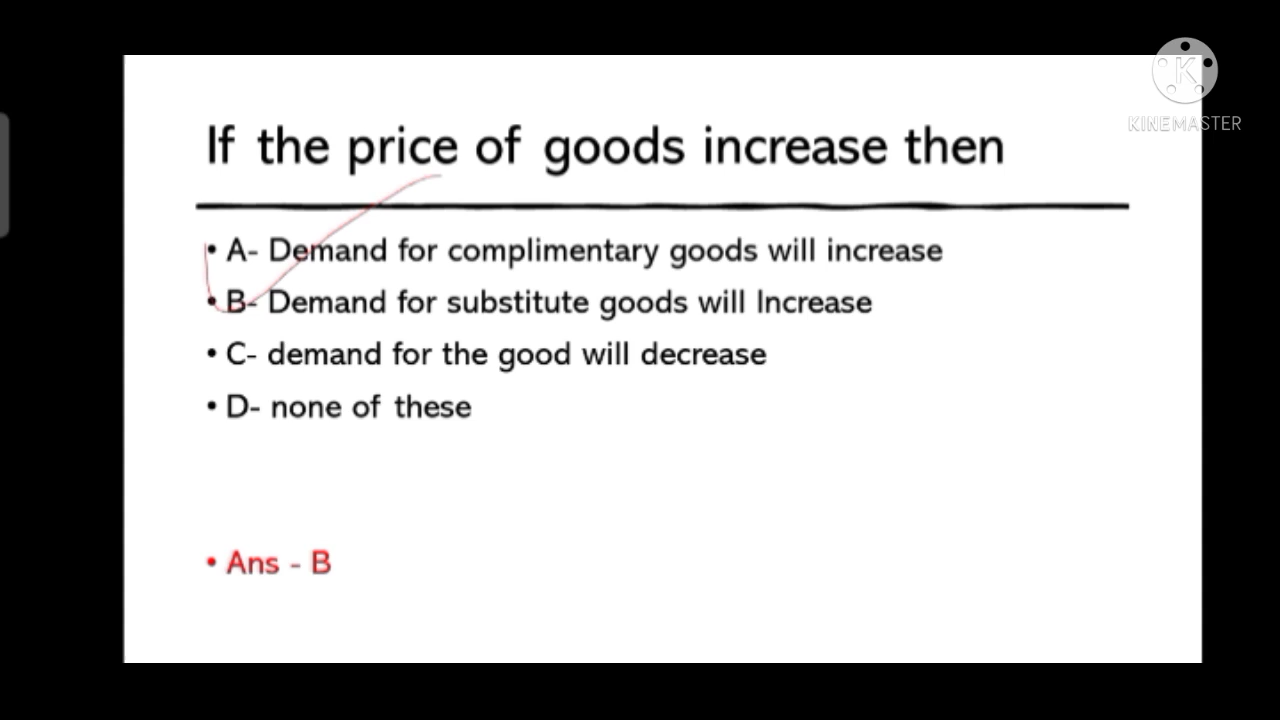 If the price of goods increase then
• A- Demand for complimentary goods will increase
• B- Demand for substitute goods will Increase
• C- demand for the good will decrease
• D- none of these
• Ans - B
K
KINEMASTER